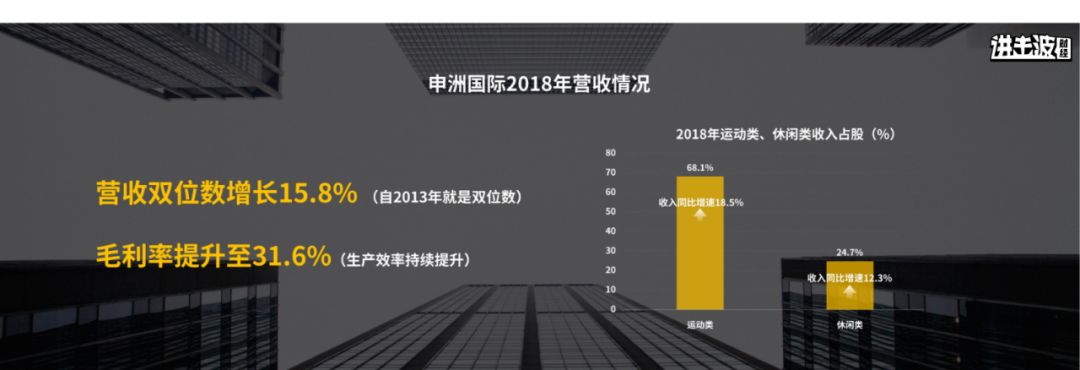 进击波财经
申洲国际2018年营收情况
营收双位数增长15.8%（自2013年就是双位数）
毛利率提升至31.6%（生产效率持续提升）
2018年运动类、休闲类收入占股（%）
80
70
60
50
40
30
20
10
0
68.1%
收入同比增速18.5%
24.7%
收入同比增速12.3%
运动类
休闲类